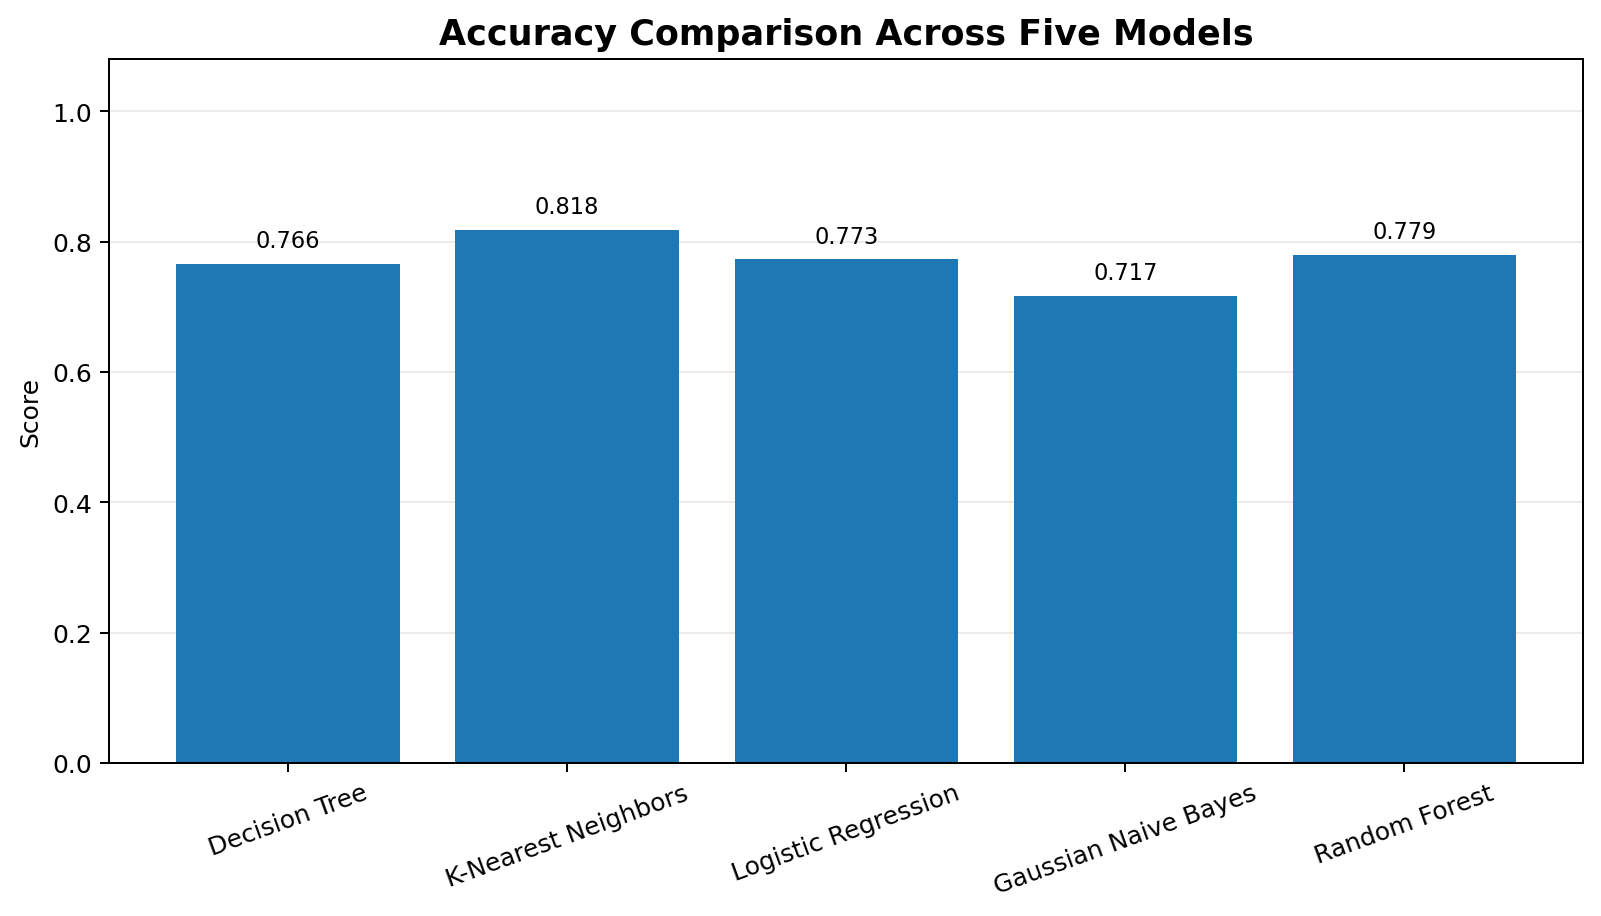 Accuracy Comparison Across Five Models
Score
1.0
0.8
0.6
0.4
0.2
0.0
0.766
0.818
0.773
0.717
0.779
Decision Tree
K-Nearest Neighbors
Logistic Regression
Gaussian Naive Bayes
Random Forest